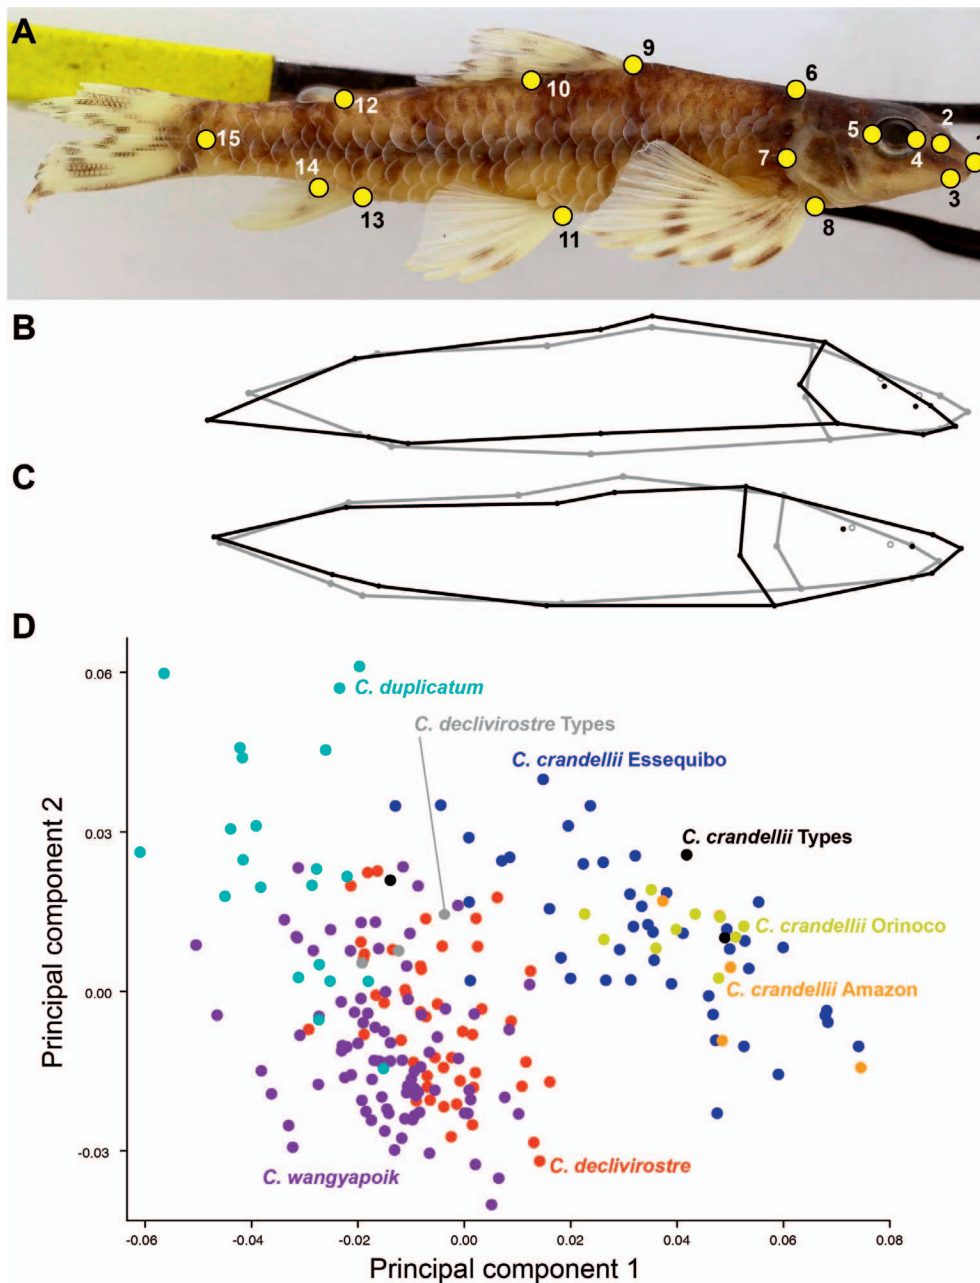 A
9
6
10
12
2
5
1
15
4
7
14
3
13
8
11
B
C
D
0.06
C. duplicatum
C. declivirostre Types
C. crandellii Essequibo
0.03
C. crandellii Types
C. crandellii Orinoco
Principal component 2
0.00
C. crandellii Amazon
-0.03
C. wangyapoik
C. declivirostre
-0.06 -0.04 -0.02 0.00 0.02 0.04 0.06 0.08
Principal component 1